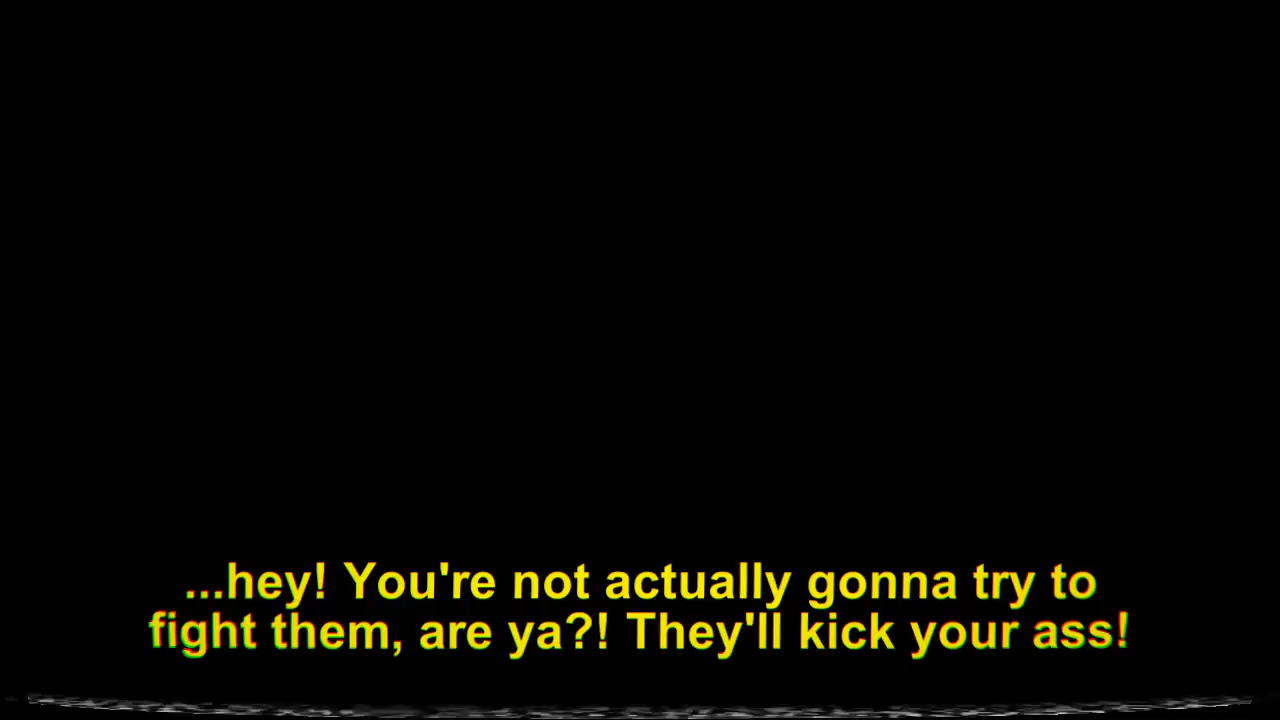 ...hey! You're not actually gonna try to
fight them, are ya?! They'll kick your ass!